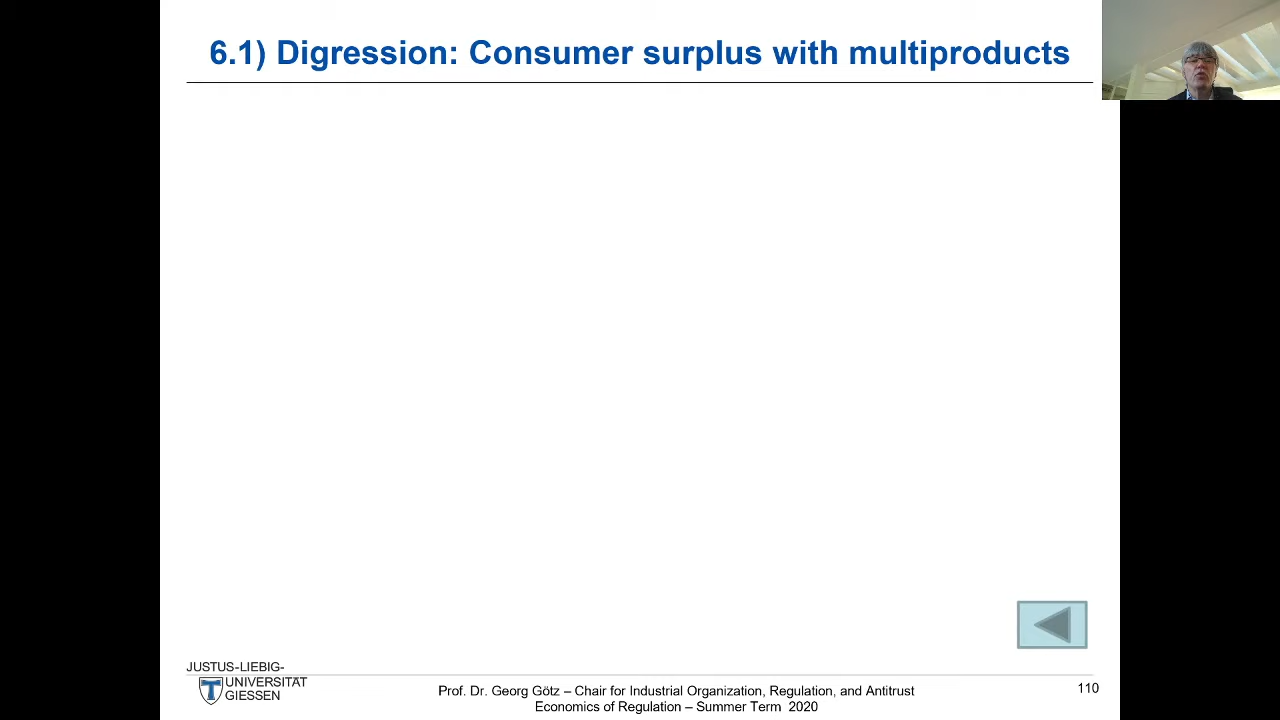 6.1) Digression: Consumer surplus with multiproducts
JUSTUS-LIEBIG-
UNIVERSITÄT
GIESSEN
Prof. Dr. Georg Götz – Chair for Industrial Organization, Regulation, and Antitrust
Economics of Regulation – Summer Term 2020
110